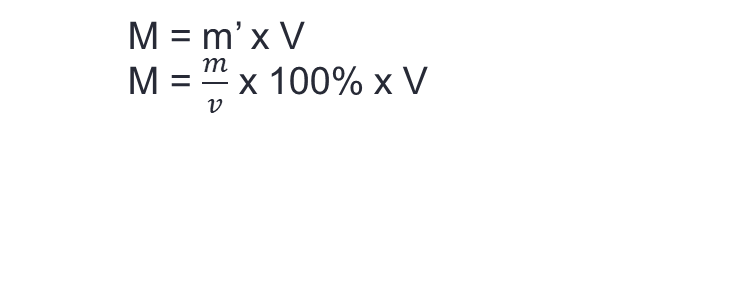 M = m’ x V
M = m/v x 100% x V